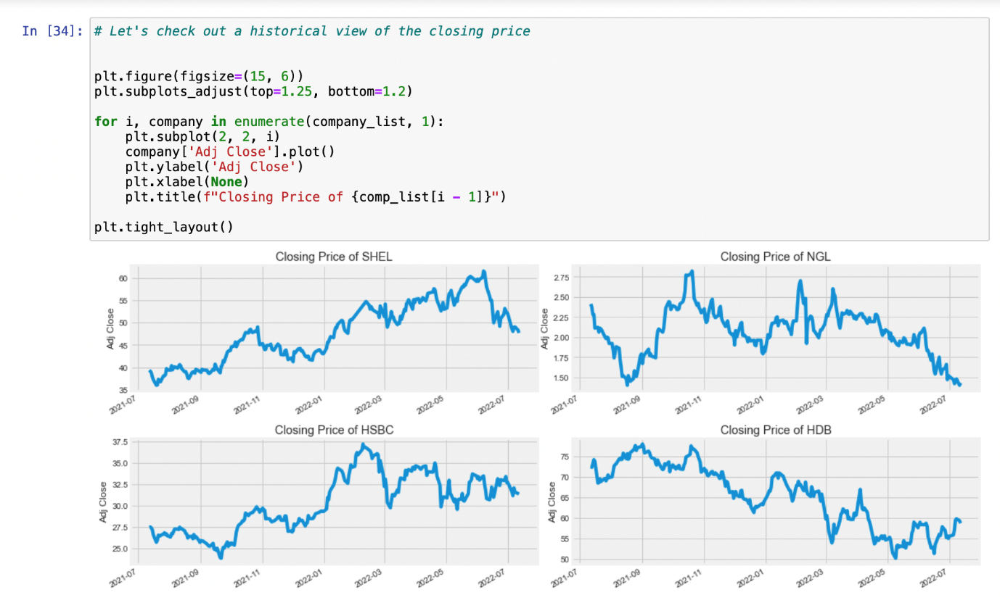 In [34]: # Let's check out a historical view of the closing price
plt.figure(figsize=(15, 6))
plt.subplots_adjust(top=1.25, bottom=1.2)
for i, company in enumerate(company_list, 1):
    plt.subplot(2, 2, i)
    company['Adj Close'].plot()
    plt.ylabel('Adj Close')
    plt.xlabel(None)
    plt.title(f"Closing Price of {comp_list[i - 1]}")
plt.tight_layout()
Closing Price of SHEL
Adj Close
60
55
50
45
40
35
2021-07 2021-09 2021-11 2022-01 2022-03 2022-05 2022-07
Closing Price of NGL
Adj Close
2.75
2.50
2.25
2.00
1.75
1.50
2021-07 2021-09 2021-11 2022-01 2022-03 2022-05 2022-07
Closing Price of HSBC
Adj Close
37.5
35.0
32.5
30.0
27.5
25.0
2021-07 2021-09 2021-11 2022-01 2022-03 2022-05 2022-07
Closing Price of HDB
Adj Close
75
70
65
60
55
50
2021-07 2021-09 2021-11 2022-01 2022-03 2022-05 2022-07